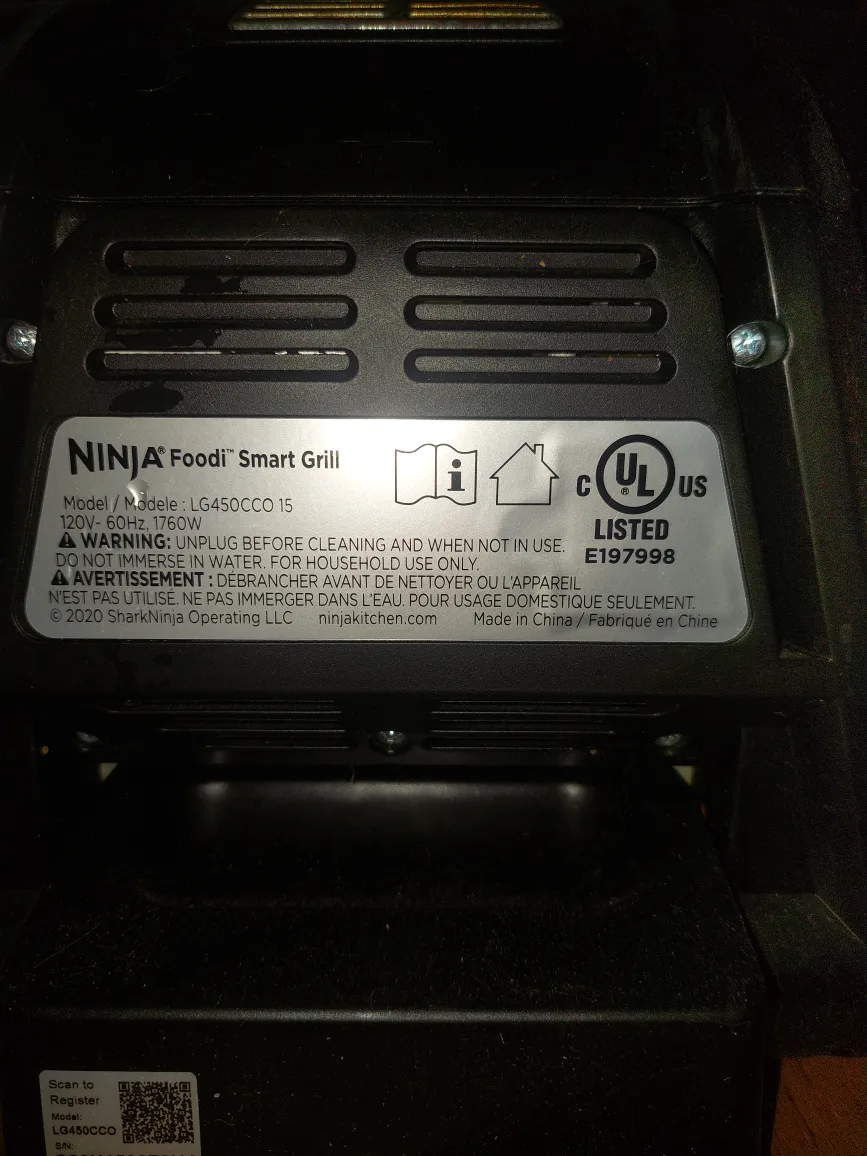 NINJA® Foodi™ Smart Grill
Model / Modele : LG450CCO 15
120V~ 60Hz, 1760W
WARNING: UNPLUG BEFORE CLEANING AND WHEN NOT IN USE.
DO NOT IMMERSE IN WATER. FOR HOUSEHOLD USE ONLY.
AVERTISSEMENT : DÉBRANCHER AVANT DE NETTOYER OU L'APPAREIL
N'EST PAS UTILISÉ. NE PAS IMMERGER DANS L'EAU. POUR USAGE DOMESTIQUE SEULEMENT.
© 2020 SharkNinja Operating LLC ninjakitchen.com Made in China / Fabriqué en Chine
i
C UL® US
LISTED
E197998
Scan to
Register
Model:
LG450CCO
S/N: